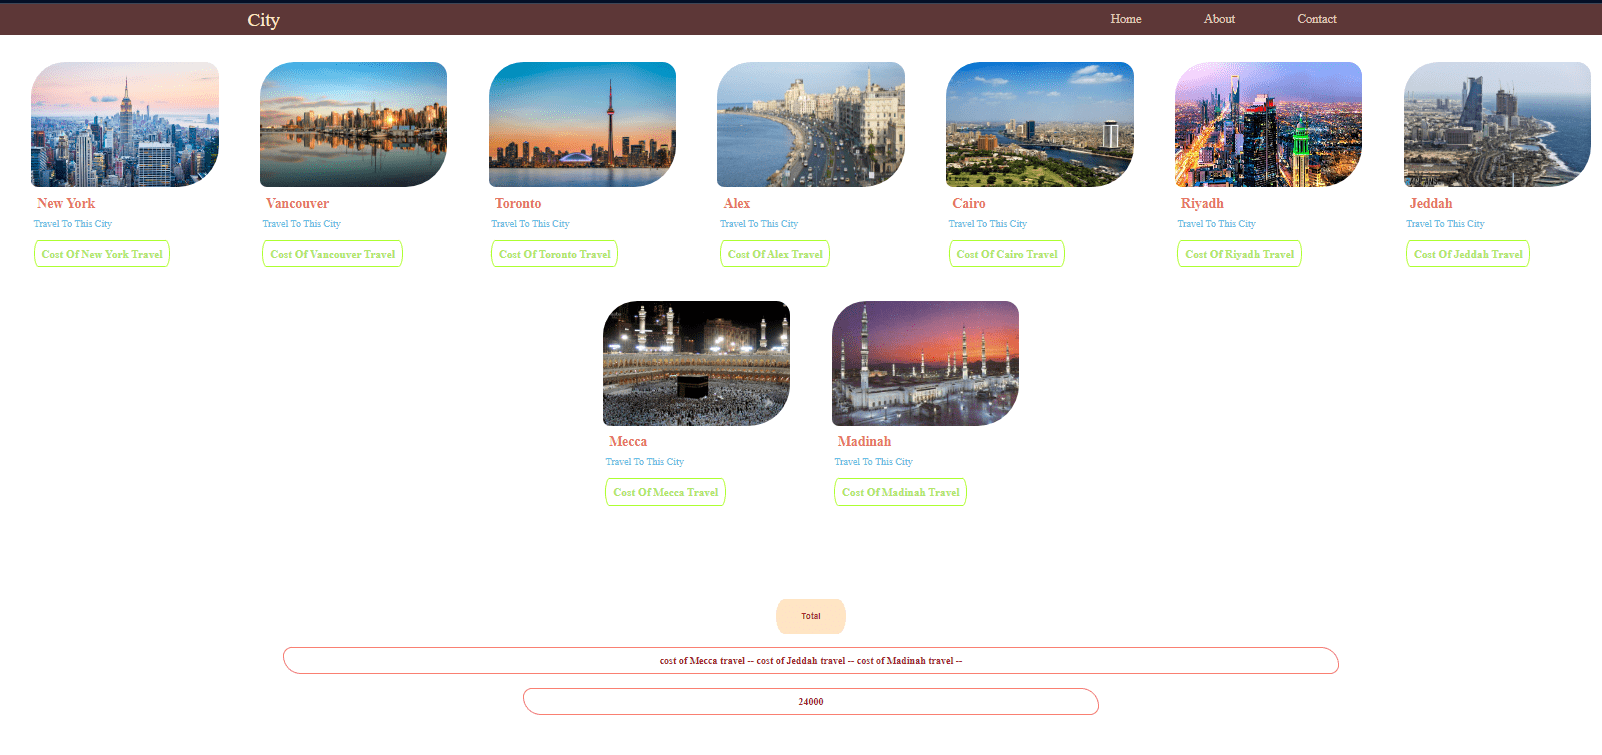 City Home About Contact
New York Vancouver Toronto Alex Cairo Riyadh Jeddah
Travel To This City Travel To This City Travel To This City Travel To This City Travel To This City Travel To This City Travel To This City
Cost Of New York Travel Cost Of Vancouver Travel Cost Of Toronto Travel Cost Of Alex Travel Cost Of Cairo Travel Cost Of Riyadh Travel Cost Of Jeddah Travel
Mecca Madinah
Travel To This City Travel To This City
Cost Of Mecca Travel Cost Of Madinah Travel
Total
cost of Mecca travel -- cost of Jeddah travel -- cost of Madinah travel --
24000